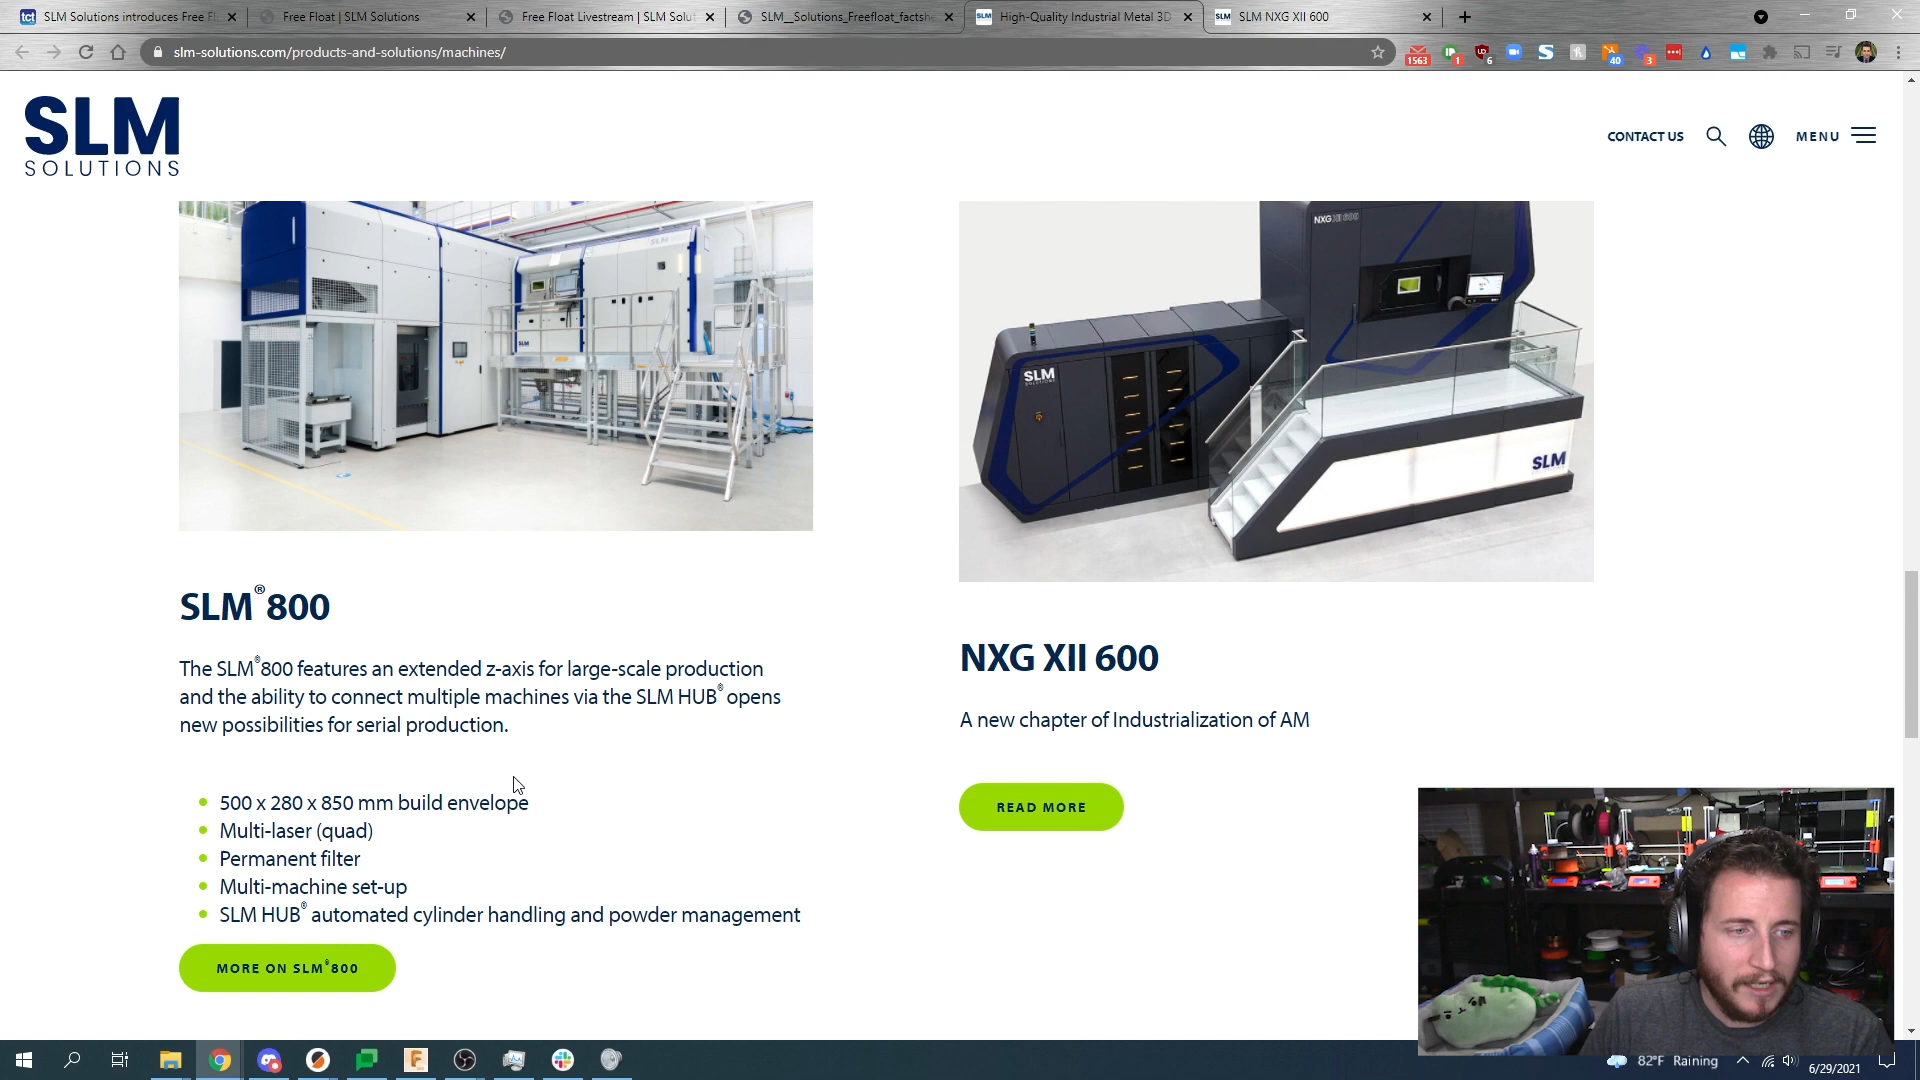 SLM Solutions introduces Free Fl
Free Float | SLM Solutions
Free Float Livestream | SLM Solut
SLM__Solutions_Freefloat_factshe
High-Quality Industrial Metal 3D
SLM NXG XII 600
slm-solutions.com/products-and-solutions/machines/
SLM
SOLUTIONS
CONTACT US
MENU
NXG XII 600
SLM
SLM
SLM
SLM®800
The SLM®800 features an extended z-axis for large-scale production
and the ability to connect multiple machines via the SLM HUB® opens
new possibilities for serial production.
500 x 280 x 850 mm build envelope
Multi-laser (quad)
Permanent filter
Multi-machine set-up
SLM HUB® automated cylinder handling and powder management
MORE ON SLM®800
NXG XII 600
A new chapter of Industrialization of AM
READ MORE
82°F Raining
6/29/2021